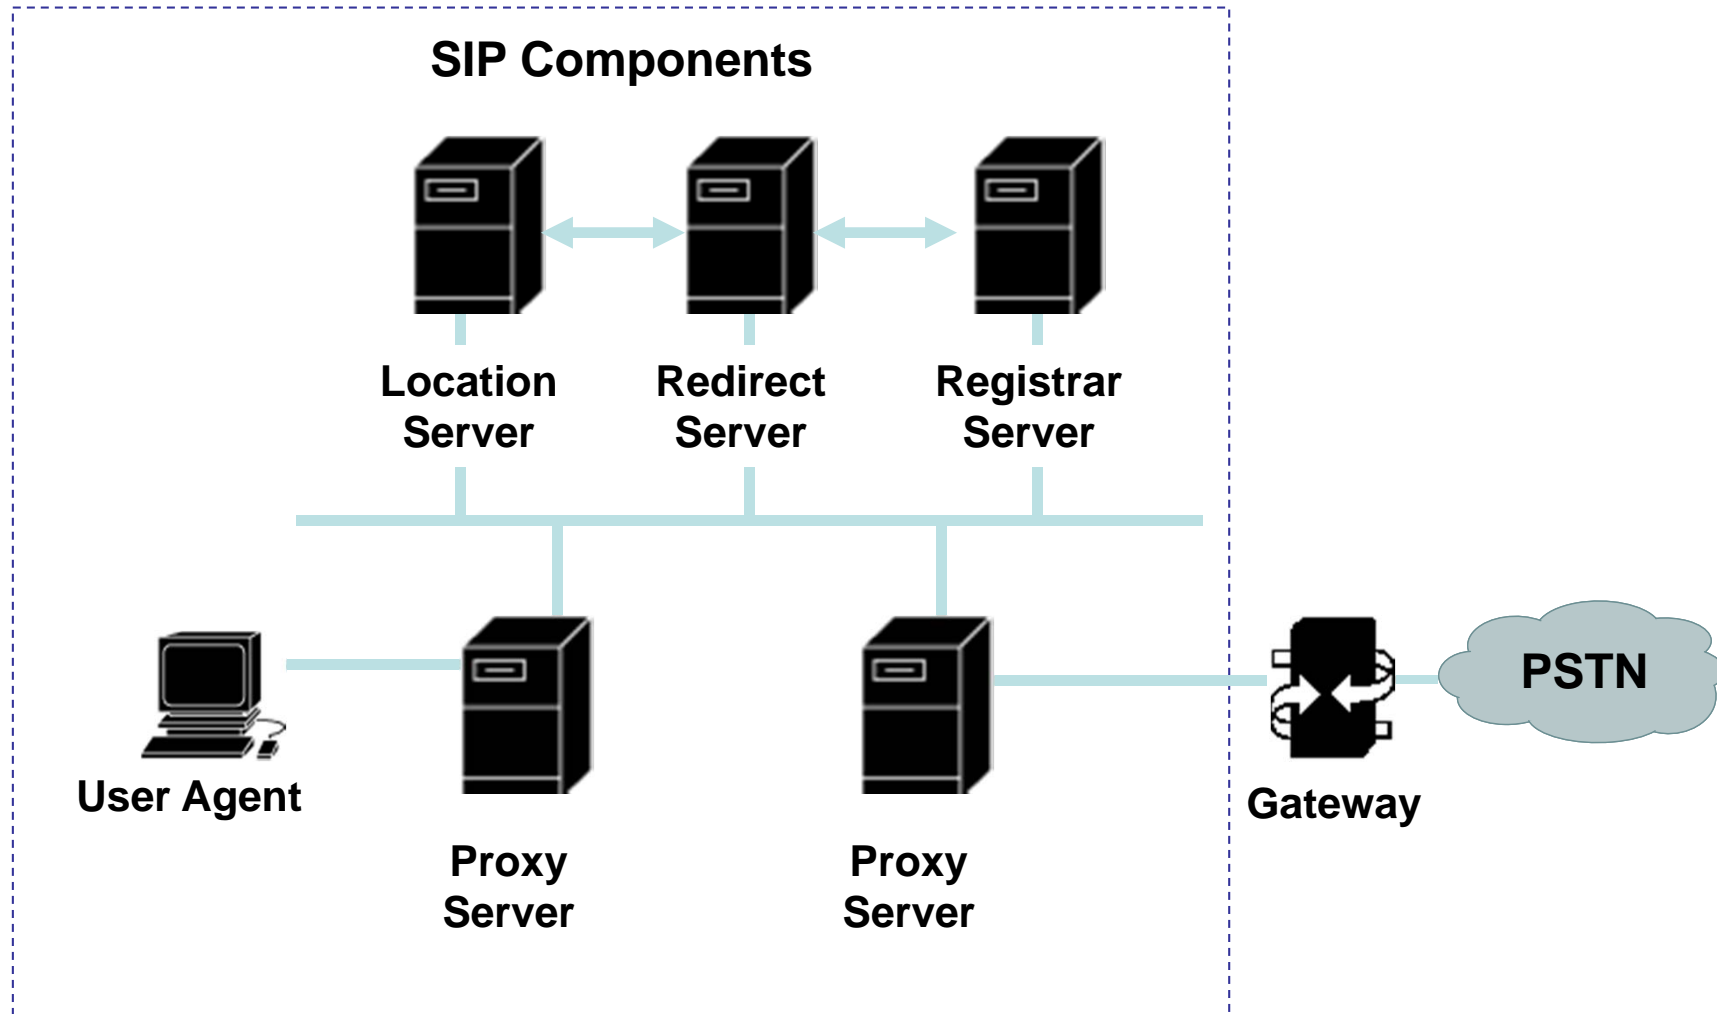 SIP Components
Location
Server
Redirect
Server
Registrar
Server
User Agent
Proxy
Server
Proxy
Server
Gateway
PSTN